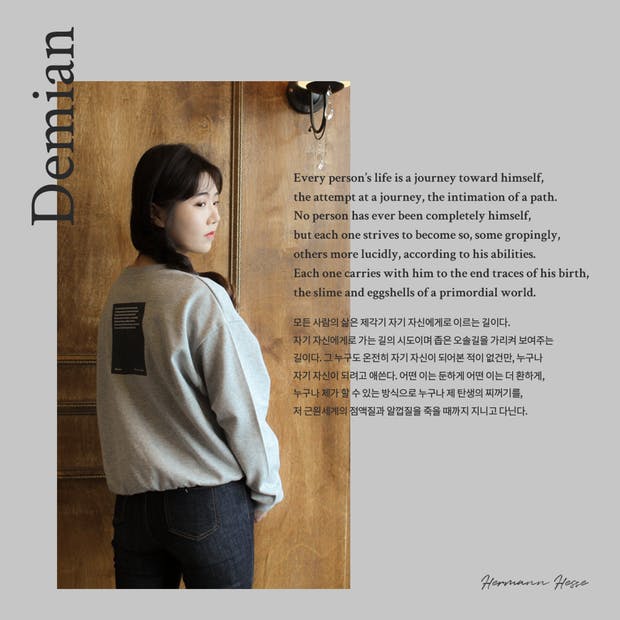 Demian
Every person's life is a journey toward himself,
the attempt at a journey, the intimation of a path.
No person has ever been completely himself,
but each one strives to become so, some gropingly,
others more lucidly, according to his abilities.
Each one carries with him to the end traces of his birth,
the slime and eggshells of a primordial world.
모든 사람의 삶은 제각기 자기 자신에게로 이르는 길이다.
자기 자신에게로 가는 길의 시도이며 좁은 오솔길을 가리켜 보여주는
길이다. 그 누구도 온전히 자기 자신이 되어본 적이 없건만, 누구나
자기 자신이 되려고 애쓴다. 어떤 이는 둔하게 어떤 이는 더 환하게,
누구나 제가 할 수 있는 방식으로 누구나 제 탄생의 찌꺼기를,
저 근원세계의 점액질과 알껍질을 죽을 때까지 지니고 다닌다.
Hermann Hesse